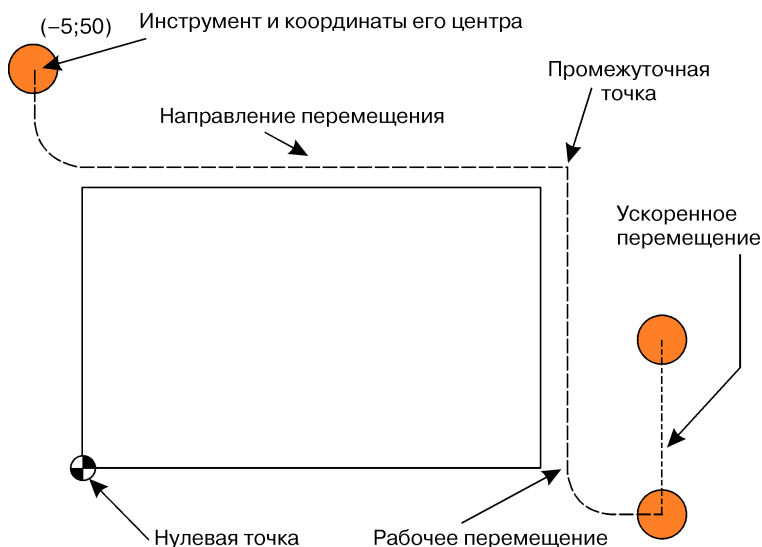 (–5;50)
Инструмент и координаты его центра
Промежуточная
точка
Направление перемещения
Ускоренное
перемещение
Нулевая точка
Рабочее перемещение